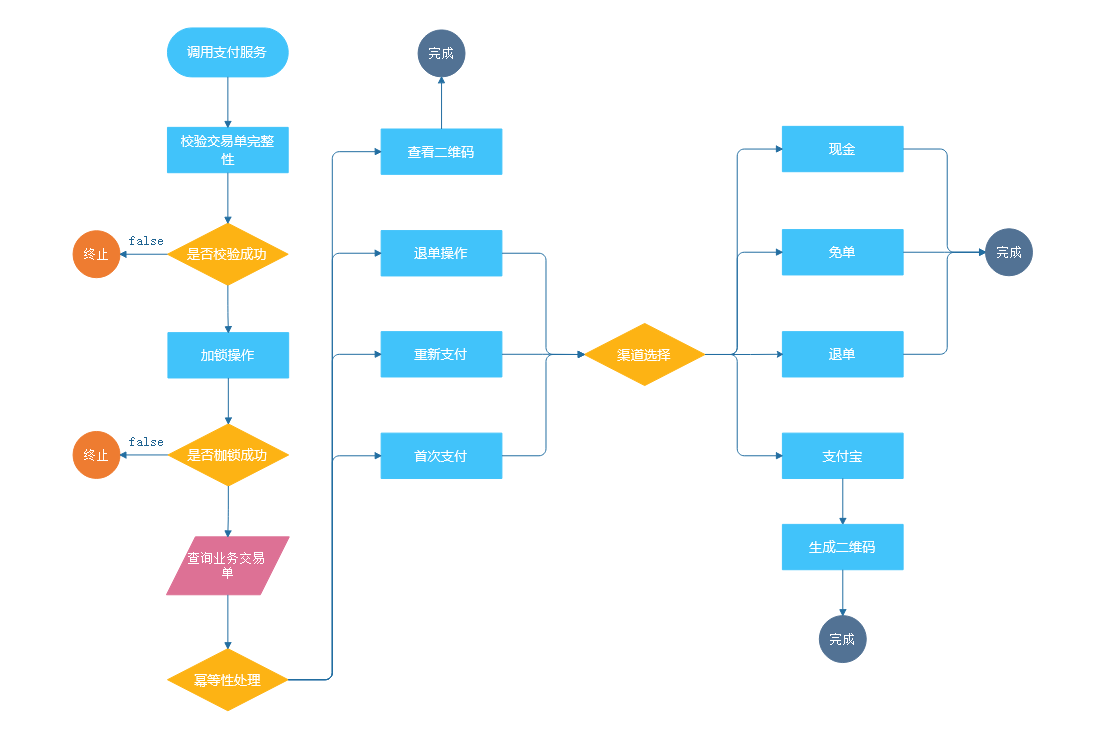 调用支付服务
校验交易单完整
性
false
终止
是否校验成功
加锁操作
false
终止
是否枷锁成功
查询业务交易
单
幂等性处理
完成
查看二维码
退单操作
重新支付
首次支付
渠道选择
现金
免单
退单
支付宝
生成二维码
完成
完成